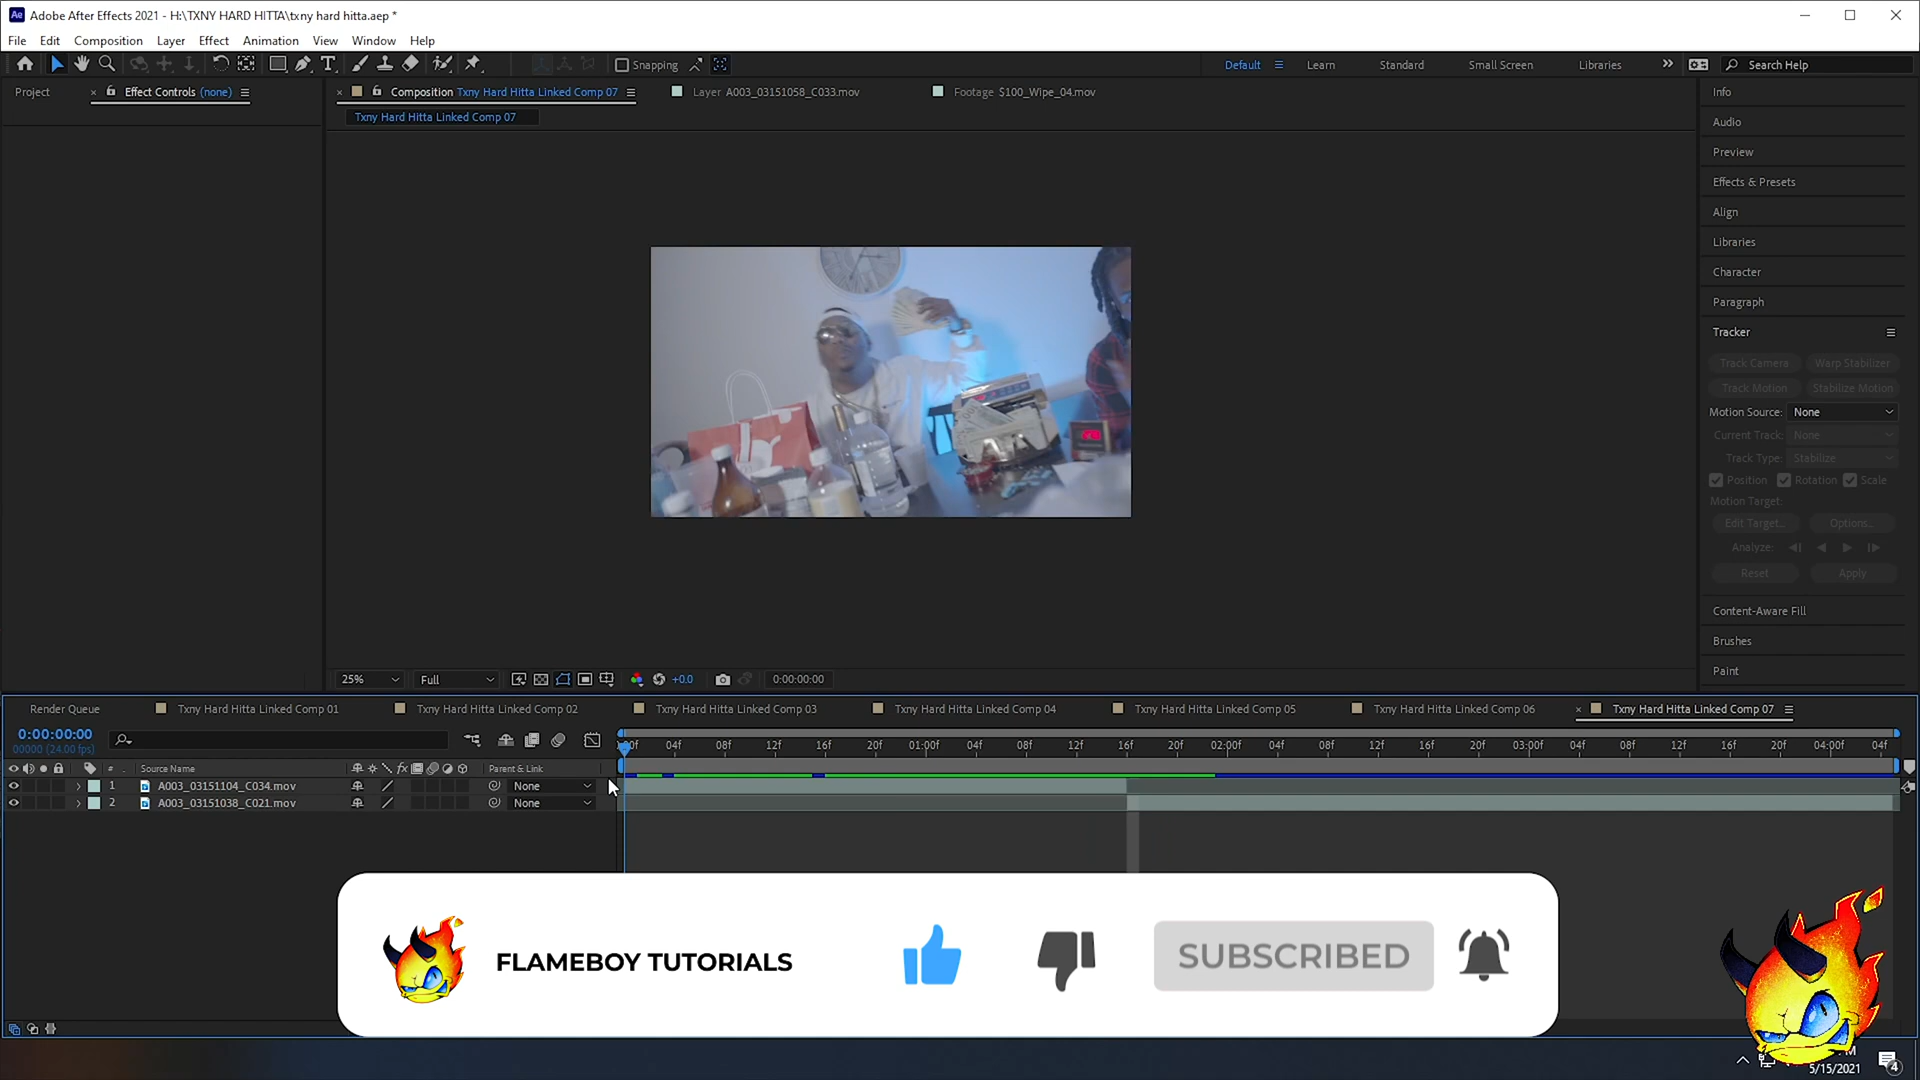 Adobe After Effects 2021 - H:\TXNY HARD HITTA\txny hard hitta.aep *
File Edit Composition Layer Effect Animation View Window Help
Snapping Default Learn Standard Small Screen Libraries Search Help
Project Effect Controls (none) Composition Txny Hard Hitta Linked Comp 07 Layer A003_03151058_C033.mov Footage $100_Wipe_04.mov
Txny Hard Hitta Linked Comp 07
Info
Audio
Preview
Effects & Presets
Align
Libraries
Character
Paragraph
Tracker
Track Camera Warp Stabilizer
Track Motion Stabilize Motion
Motion Source: None
Current Track: None
Track Type: Stabilize
Position Rotation Scale
Motion Target:
Edit Target... Options...
Analyze:
Reset Apply
Content-Aware Fill
Brushes
Paint
25% Full +0.0 0:00:00:00
Render Queue Txny Hard Hitta Linked Comp 01 Txny Hard Hitta Linked Comp 02 Txny Hard Hitta Linked Comp 03 Txny Hard Hitta Linked Comp 04 Txny Hard Hitta Linked Comp 05 Txny Hard Hitta Linked Comp 06 Txny Hard Hitta Linked Comp 07
0:00:00:00
00000 (24.00 fps)
04f 08f 12f 16f 20f 01:00f 04f 08f 12f 16f 20f 02:00f 04f 08f 12f 16f 20f 03:00f 04f 08f 12f 16f 20f 04:00f 04f
# Source Name fx Parent & Link
1 A003_03151104_C034.mov None
2 A003_03151038_C021.mov None
FLAMEBOY TUTORIALS SUBSCRIBED
5/15/2021 4